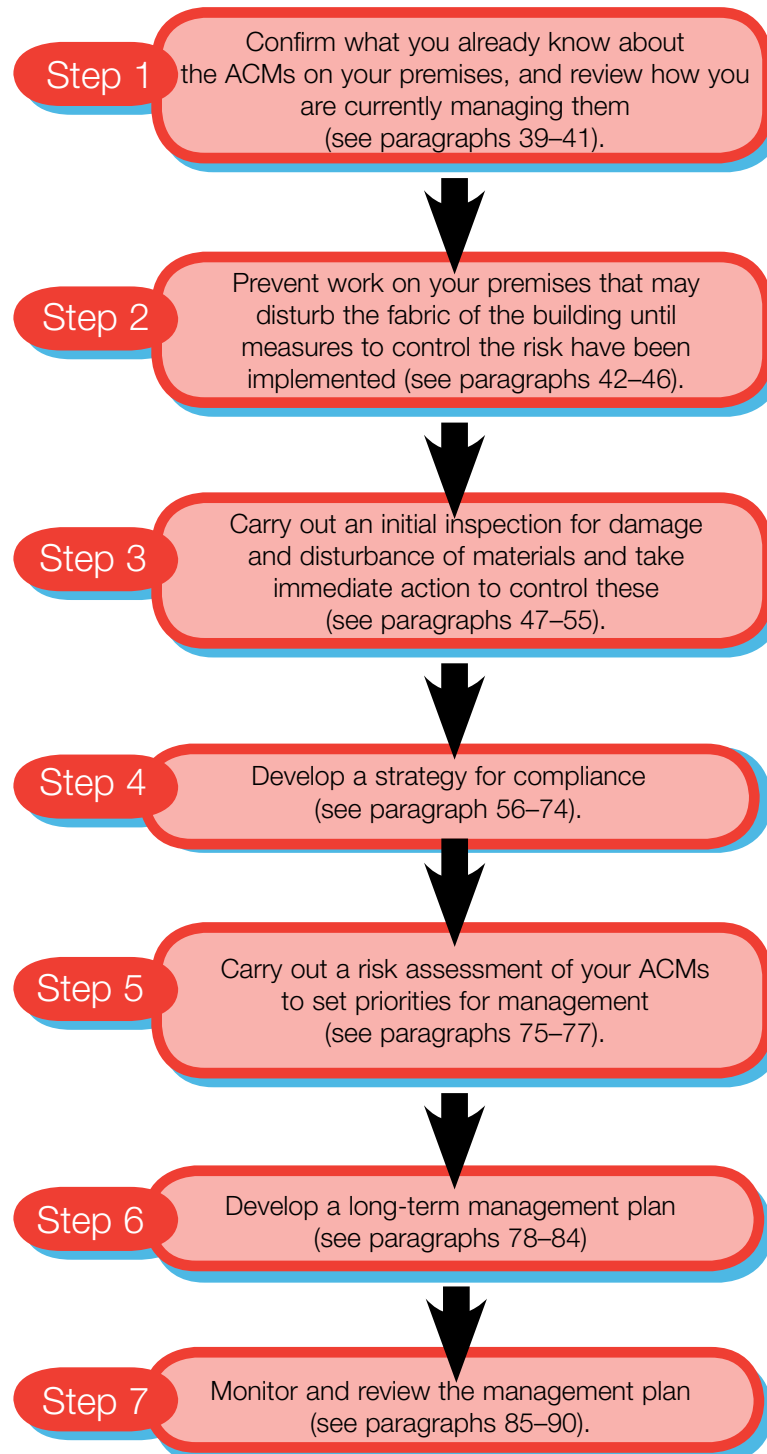 Step 1
Confirm what you already know about
the ACMs on your premises, and review how you
are currently managing them
(see paragraphs 39–41).
Step 2
Prevent work on your premises that may
disturb the fabric of the building until
measures to control the risk have been
implemented (see paragraphs 42–46).
Step 3
Carry out an initial inspection for damage
and disturbance of materials and take
immediate action to control these
(see paragraphs 47–55).
Step 4
Develop a strategy for compliance
(see paragraph 56–74).
Step 5
Carry out a risk assessment of your ACMs
to set priorities for management
(see paragraphs 75–77).
Step 6
Develop a long-term management plan
(see paragraphs 78–84)
Step 7
Monitor and review the management plan
(see paragraphs 85–90).